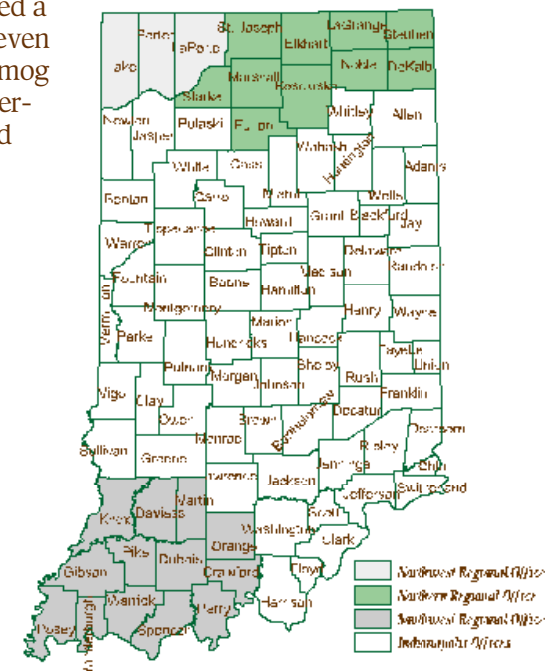 ed a
even
mog
er-
d
St. Joseph
LaGrange
Steuben
Porter
LaPorte
Elkhart
Lake
Noble
DeKalb
Marshall
Kosciusko
Starke
Whitley
Allen
Newton
Jasper
Pulaski
Fulton
Wabash
Huntington
White
Cass
Adams
Miami
Wells
Benton
Carro
Howard
Grant
Blackford
Jay
Tippecanoe
Warren
Clinton
Tipton
Delaware
Randolph
Madison
Fountain
Boone
Hamilton
Montgomery
Henry
Wayne
Vermillion
Marion
Parke
Hendricks
Hancock
Fayette
Union
Putnam
Morgan
Shelby
Johnson
Rush
Vigo
Clay
Franklin
Owen
Brown
Bartholomew
Decatur
Dearborn
Monroe
Sullivan
Greene
Ripley
Jennings
Ohio
Lawrence
Jackson
Jefferson
Switzerland
Martin
Knox
Daviess
Scott
Washington
Orange
Clark
Pike
Dubois
Gibson
Crawford
Floyd
Warrick
Perry
Harrison
Posey
Vanderburgh
Spencer
Northwest Regional Office
Northern Regional Office
Southwest Regional Office
Indianapolis Offices